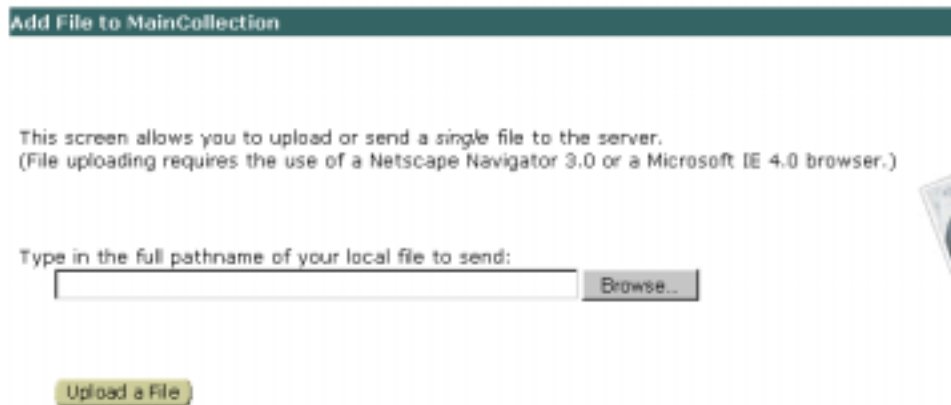 Add File to MainCollection
This screen allows you to upload or send a single file to the server.
(File uploading requires the use of a Netscape Navigator 3.0 or a Microsoft IE 4.0 browser.)
Type in the full pathname of your local file to send:
Browse...
Upload a File